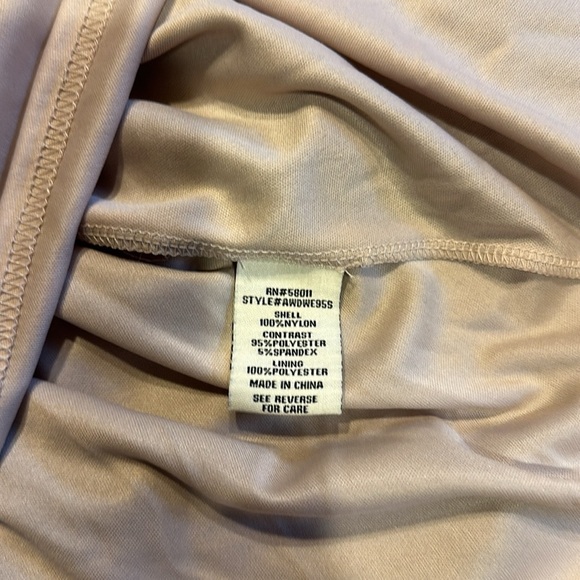 RN#58011
STYLE#AWDWE95S
SHELL
100%NYLON
CONTRAST
95%POLYESTER
5%SPANDEX
LINING
100%POLYESTER
MADE IN CHINA
SEE REVERSE
FOR CARE